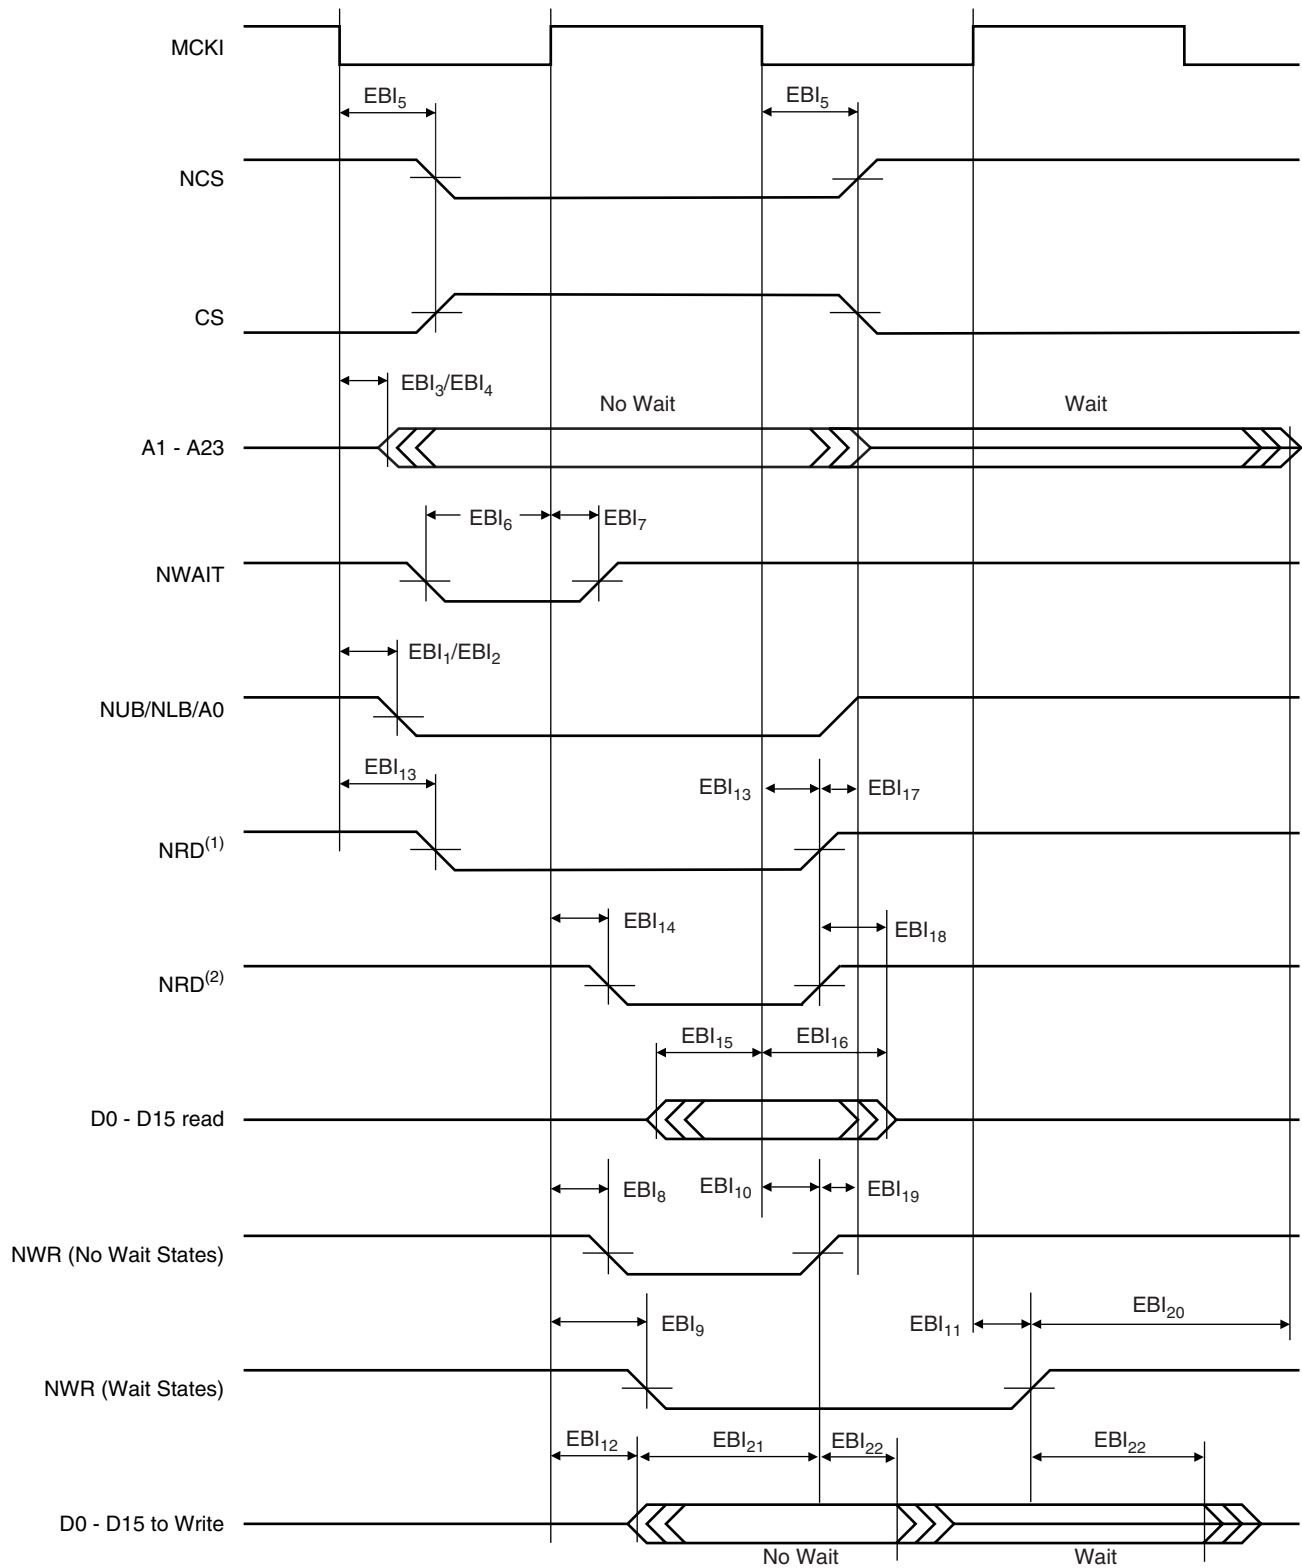 MCKI
EBI5 EBI5
NCS
CS
EBI3/EBI4
No Wait Wait
A1 - A23
EBI6 EBI7
NWAIT
EBI1/EBI2
NUB/NLB/A0
EBI13 EBI13 EBI17
NRD(1)
EBI14 EBI18
NRD(2)
EBI15 EBI16
D0 - D15 read
EBI8 EBI10 EBI19
NWR (No Wait States)
EBI9 EBI11 EBI20
NWR (Wait States)
EBI12 EBI21 EBI22 EBI22
D0 - D15 to Write
No Wait Wait